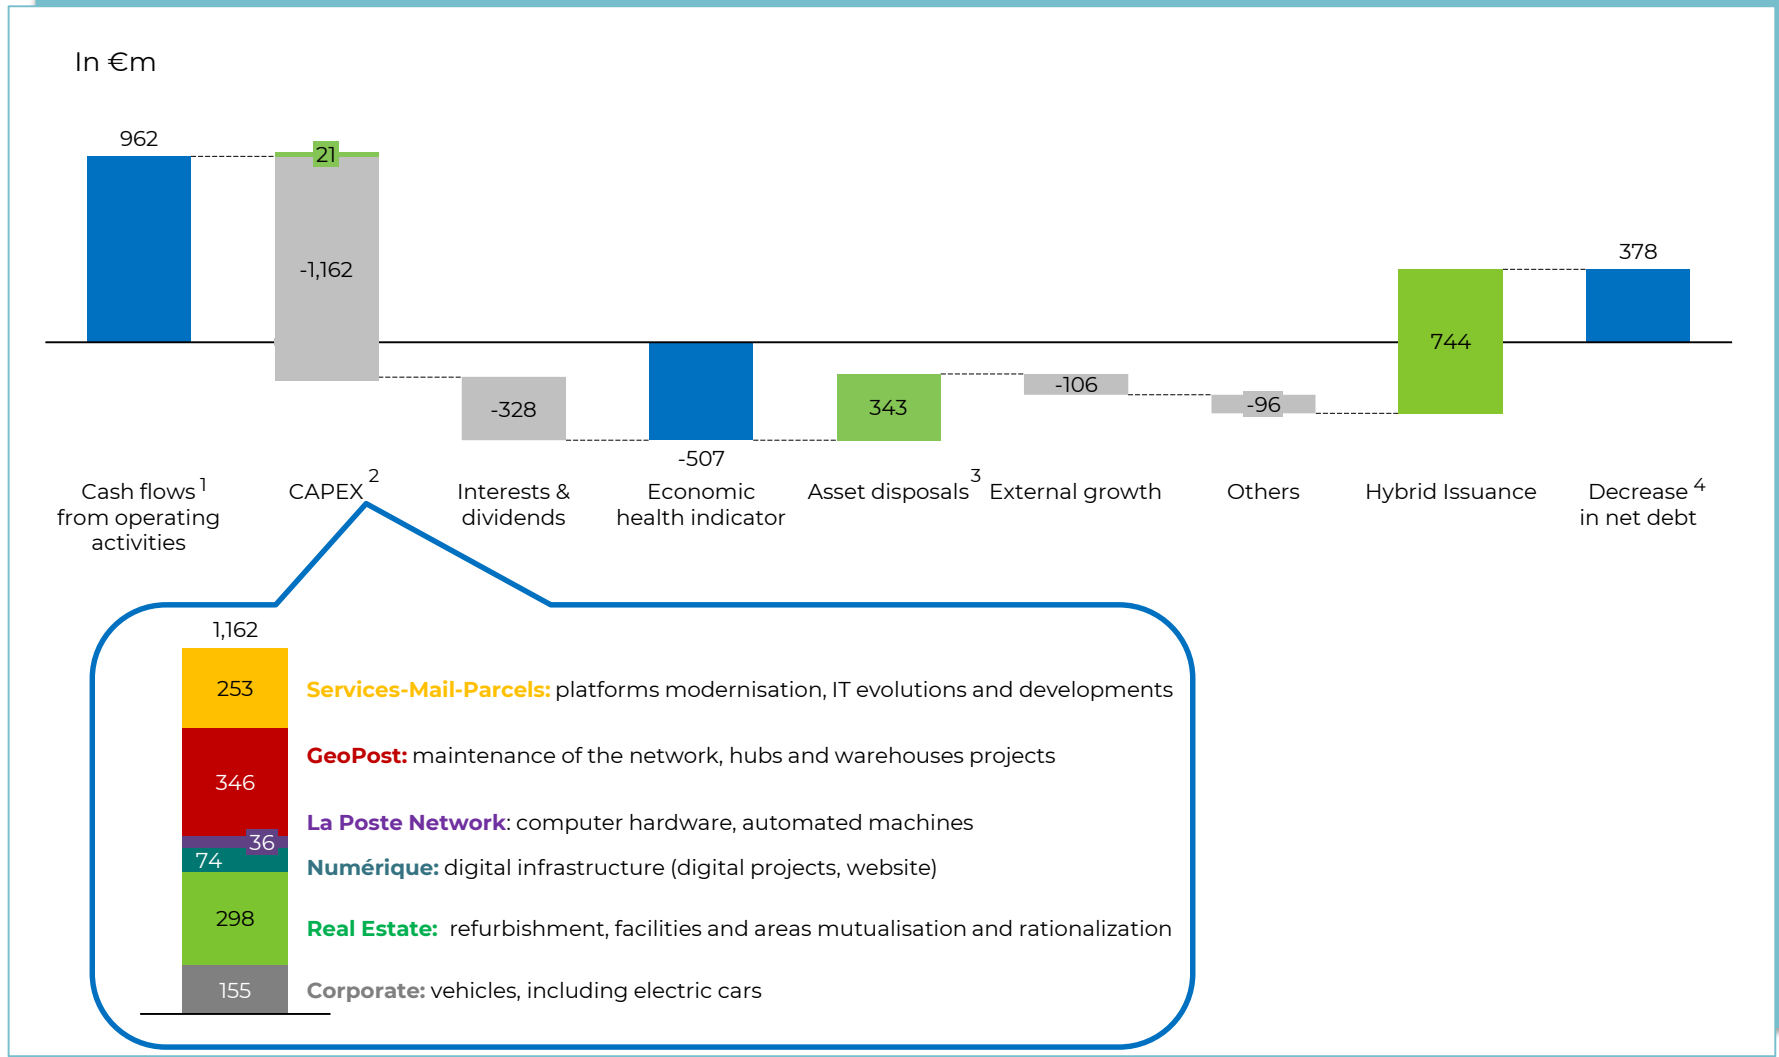 In €m
962
21
-1,162
-328
-507
343
-106
-96
744
378
Cash flows 1
from operating
activities
CAPEX 2
Interests &
dividends
Economic
health indicator
Asset disposals 3
External growth
Others
Hybrid Issuance
Decrease 4
in net debt
1,162
253
Services-Mail-Parcels: platforms modernisation, IT evolutions and developments
346
GeoPost: maintenance of the network, hubs and warehouses projects
36
La Poste Network: computer hardware, automated machines
74
Numérique: digital infrastructure (digital projects, website)
298
Real Estate: refurbishment, facilities and areas mutualisation and rationalization
155
Corporate: vehicles, including electric cars